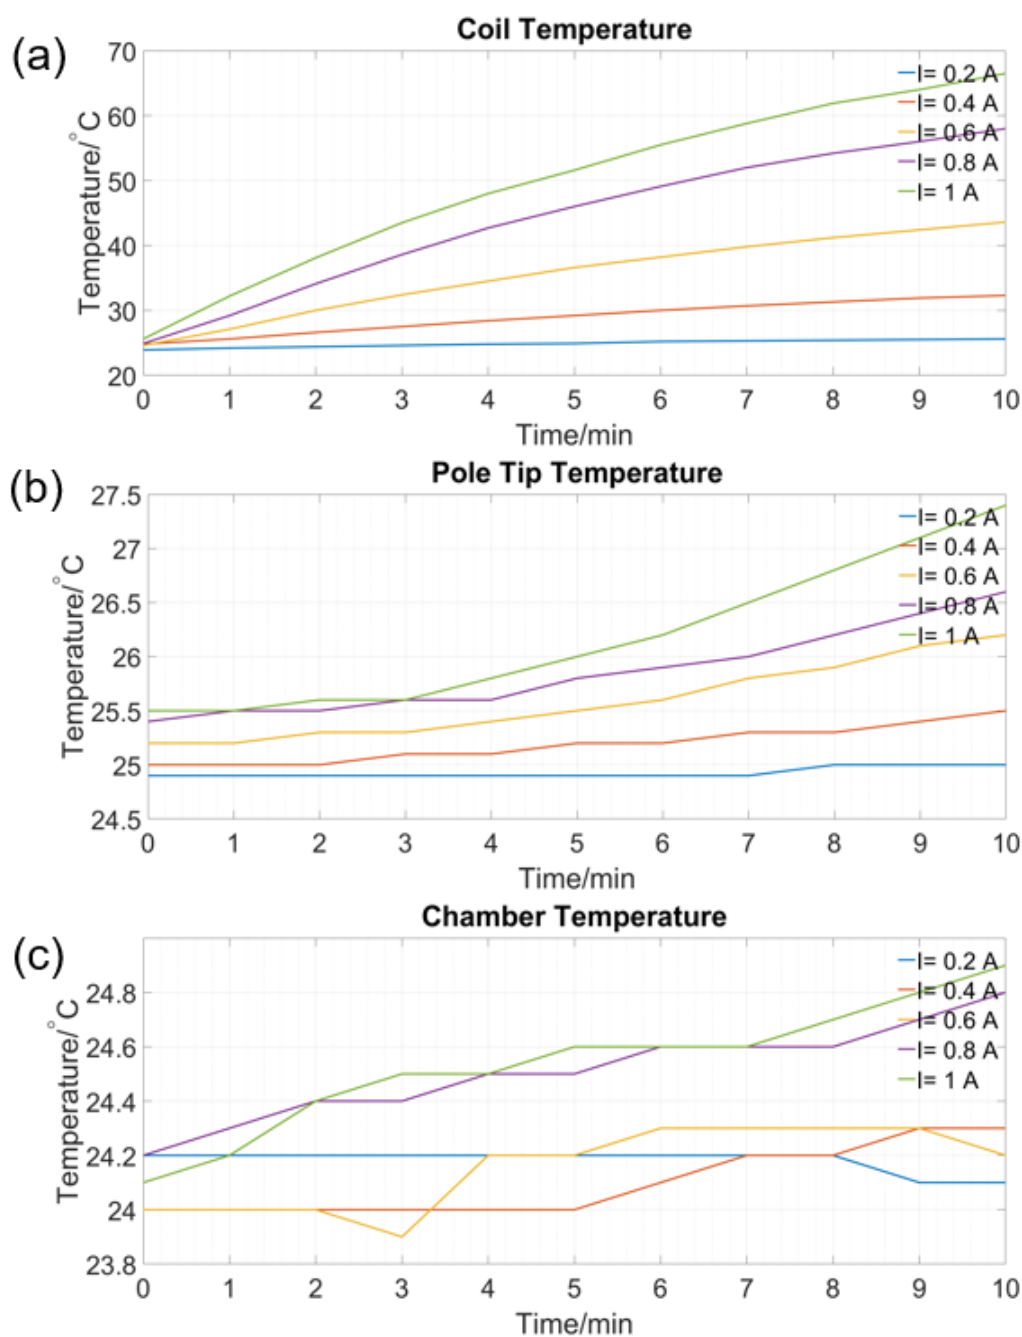 (a)
Coil Temperature
70
60
50
40
30
20
Temperature/°C
I= 0.2 A
I= 0.4 A
I= 0.6 A
I= 0.8 A
I= 1 A
0 1 2 3 4 5 6 7 8 9 10
Time/min
(b)
Pole Tip Temperature
27.5
27
26.5
26
25.5
25
24.5
Temperature/°C
I= 0.2 A
I= 0.4 A
I= 0.6 A
I= 0.8 A
I= 1 A
0 1 2 3 4 5 6 7 8 9 10
Time/min
(c)
Chamber Temperature
24.8
24.6
24.4
24.2
24
23.8
Temperature/°C
I= 0.2 A
I= 0.4 A
I= 0.6 A
I= 0.8 A
I= 1 A
0 1 2 3 4 5 6 7 8 9 10
Time/min